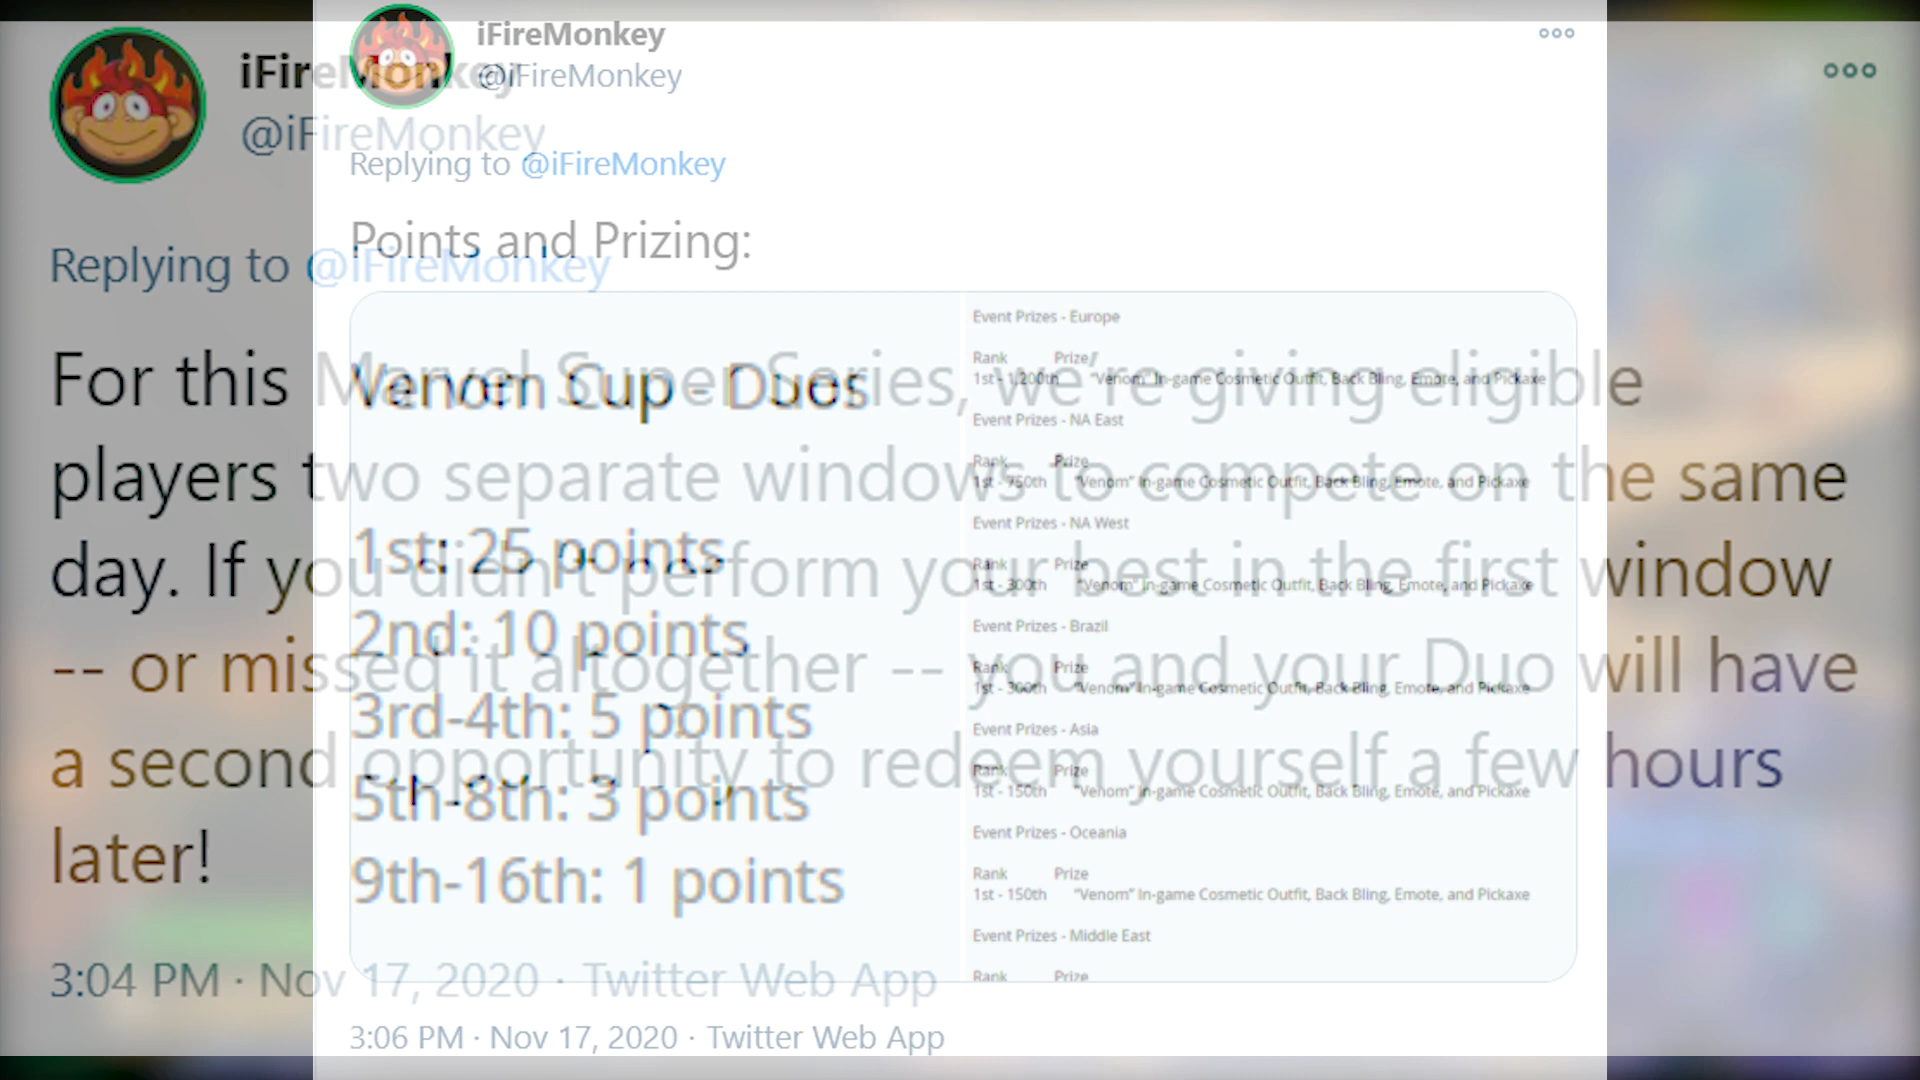 iFireMonkey
@iFireMonkey
Replying to @iFireMonkey
For this Marvel Super Series, we're giving eligible
players two separate windows to compete on the same
day. If you didn't perform your best in the first window
-- or missed it altogether -- you and your Duo will have
a second opportunity to redeem yourself a few hours
later!
3:04 PM · Nov 17, 2020 · Twitter Web App
iFireMonkey
@iFireMonkey
Replying to @iFireMonkey
Points and Prizing:
Venom Cup - Duos
1st: 25 points
2nd: 10 points
3rd-4th: 5 points
5th-8th: 3 points
9th-16th: 1 points
Event Prizes - Europe
Rank Prize
1st - 1,200th "Venom" In-game Cosmetic Outfit, Back Bling, Emote, and Pickaxe
Event Prizes - NA East
Rank Prize
1st - 750th "Venom" In-game Cosmetic Outfit, Back Bling, Emote, and Pickaxe
Event Prizes - NA West
Rank Prize
1st - 300th "Venom" In-game Cosmetic Outfit, Back Bling, Emote, and Pickaxe
Event Prizes - Brazil
Rank Prize
1st - 300th "Venom" In-game Cosmetic Outfit, Back Bling, Emote, and Pickaxe
Event Prizes - Asia
Rank Prize
1st - 150th "Venom" In-game Cosmetic Outfit, Back Bling, Emote, and Pickaxe
Event Prizes - Oceania
Rank Prize
1st - 150th "Venom" In-game Cosmetic Outfit, Back Bling, Emote, and Pickaxe
Event Prizes - Middle East
Rank Prize
3:06 PM · Nov 17, 2020 · Twitter Web App